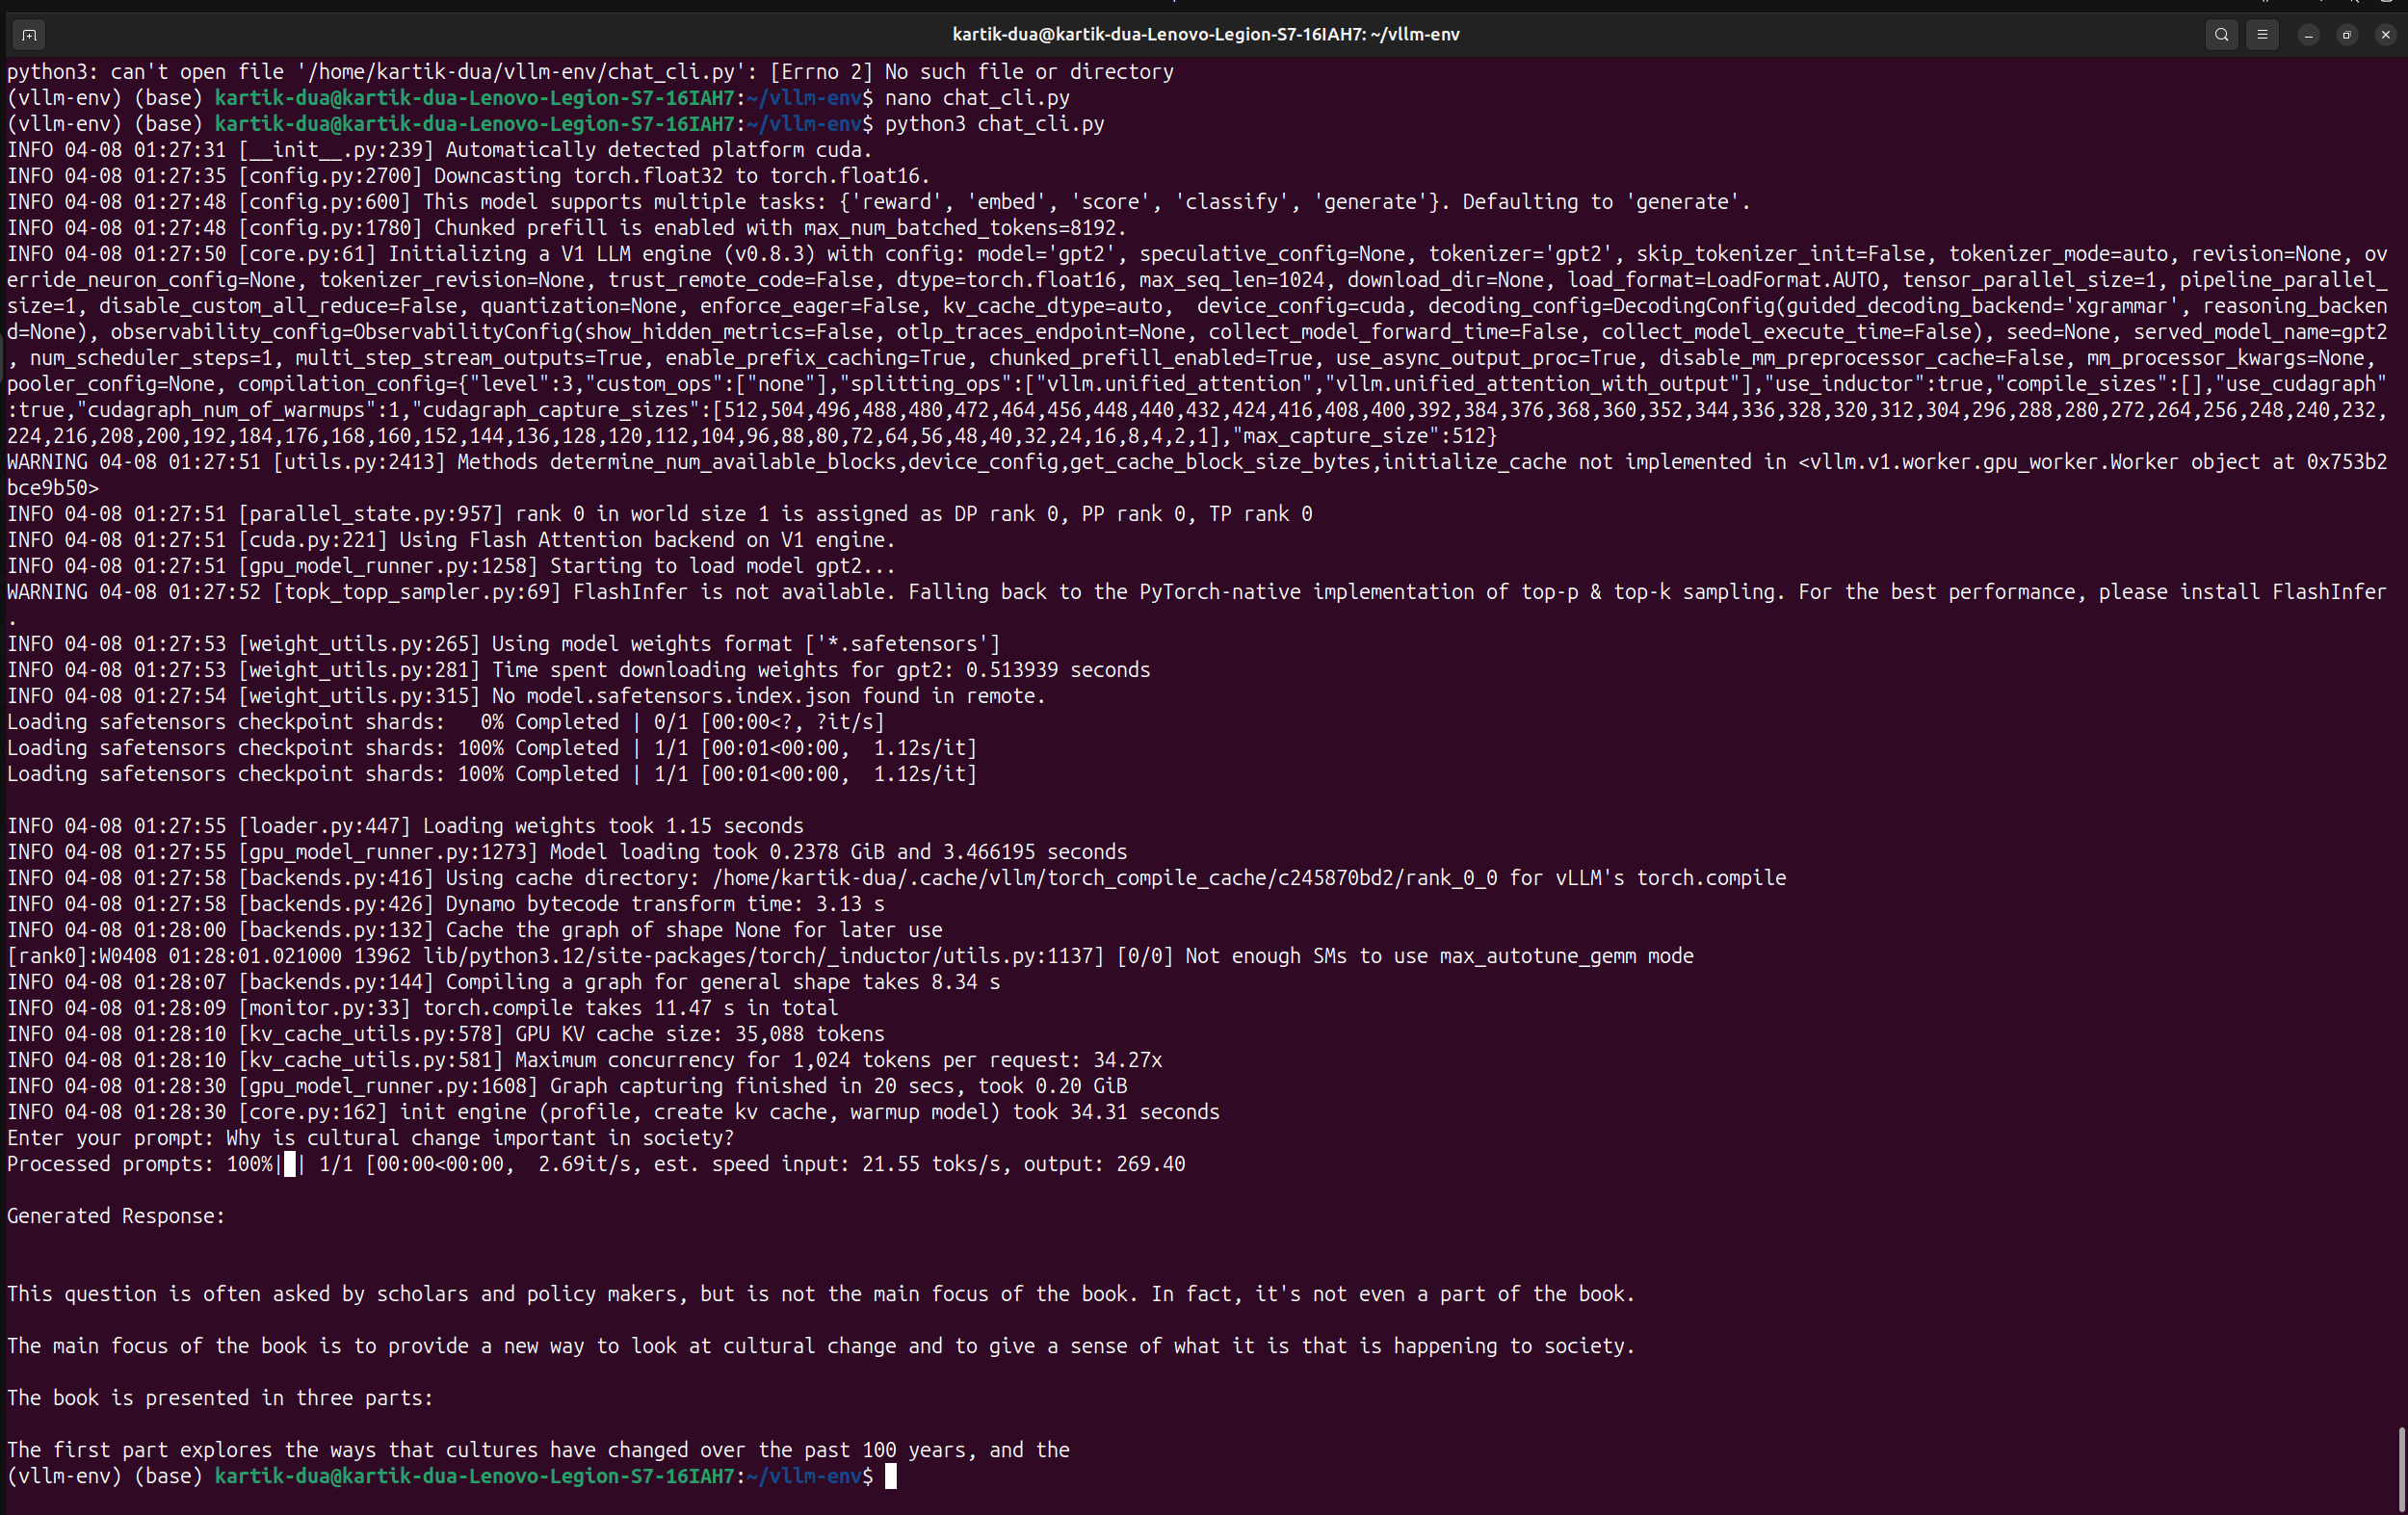 kartik-dua@kartik-dua-Lenovo-Legion-S7-16IAH7: ~/vllm-env
python3: can't open file '/home/kartik-dua/vllm-env/chat_cli.py': [Errno 2] No such file or directory
(vllm-env) (base) kartik-dua@kartik-dua-Lenovo-Legion-S7-16IAH7:~/vllm-env$ nano chat_cli.py
(vllm-env) (base) kartik-dua@kartik-dua-Lenovo-Legion-S7-16IAH7:~/vllm-env$ python3 chat_cli.py
INFO 04-08 01:27:31 [__init__.py:239] Automatically detected platform cuda.
INFO 04-08 01:27:35 [config.py:2700] Downcasting torch.float32 to torch.float16.
INFO 04-08 01:27:48 [config.py:600] This model supports multiple tasks: {'reward', 'embed', 'score', 'classify', 'generate'}. Defaulting to 'generate'.
INFO 04-08 01:27:48 [config.py:1780] Chunked prefill is enabled with max_num_batched_tokens=8192.
INFO 04-08 01:27:50 [core.py:61] Initializing a V1 LLM engine (v0.8.3) with config: model='gpt2', speculative_config=None, tokenizer='gpt2', skip_tokenizer_init=False, tokenizer_mode=auto, revision=None, ov
erride_neuron_config=None, tokenizer_revision=None, trust_remote_code=False, dtype=torch.float16, max_seq_len=1024, download_dir=None, load_format=LoadFormat.AUTO, tensor_parallel_size=1, pipeline_parallel_
size=1, disable_custom_all_reduce=False, quantization=None, enforce_eager=False, kv_cache_dtype=auto,  device_config=cuda, decoding_config=DecodingConfig(guided_decoding_backend='xgrammar', reasoning_backen
d=None), observability_config=ObservabilityConfig(show_hidden_metrics=False, otlp_traces_endpoint=None, collect_model_forward_time=False, collect_model_execute_time=False), seed=None, served_model_name=gpt2
, num_scheduler_steps=1, multi_step_stream_outputs=True, enable_prefix_caching=True, chunked_prefill_enabled=True, use_async_output_proc=True, disable_mm_preprocessor_cache=False, mm_processor_kwargs=None,
pooler_config=None, compilation_config={"level":3,"custom_ops":["none"],"splitting_ops":["vllm.unified_attention","vllm.unified_attention_with_output"],"use_inductor":true,"compile_sizes":[],"use_cudagraph"
:true,"cudagraph_num_of_warmups":1,"cudagraph_capture_sizes":[512,504,496,488,480,472,464,456,448,440,432,424,416,408,400,392,384,376,368,360,352,344,336,328,320,312,304,296,288,280,272,264,256,248,240,232,
224,216,208,200,192,184,176,168,160,152,144,136,128,120,112,104,96,88,80,72,64,56,48,40,32,24,16,8,4,2,1],"max_capture_size":512}
WARNING 04-08 01:27:51 [utils.py:2413] Methods determine_num_available_blocks,device_config,get_cache_block_size_bytes,initialize_cache not implemented in <vllm.v1.worker.gpu_worker.Worker object at 0x753b2
bce9b50>
INFO 04-08 01:27:51 [parallel_state.py:957] rank 0 in world size 1 is assigned as DP rank 0, PP rank 0, TP rank 0
INFO 04-08 01:27:51 [cuda.py:221] Using Flash Attention backend on V1 engine.
INFO 04-08 01:27:51 [gpu_model_runner.py:1258] Starting to load model gpt2...
WARNING 04-08 01:27:52 [topk_topp_sampler.py:69] FlashInfer is not available. Falling back to the PyTorch-native implementation of top-p & top-k sampling. For the best performance, please install FlashInfer
.
INFO 04-08 01:27:53 [weight_utils.py:265] Using model weights format ['*.safetensors']
INFO 04-08 01:27:53 [weight_utils.py:281] Time spent downloading weights for gpt2: 0.513939 seconds
INFO 04-08 01:27:54 [weight_utils.py:315] No model.safetensors.index.json found in remote.
Loading safetensors checkpoint shards:   0% Completed | 0/1 [00:00<?, ?it/s]
Loading safetensors checkpoint shards: 100% Completed | 1/1 [00:01<00:00,  1.12s/it]
Loading safetensors checkpoint shards: 100% Completed | 1/1 [00:01<00:00,  1.12s/it]
INFO 04-08 01:27:55 [loader.py:447] Loading weights took 1.15 seconds
INFO 04-08 01:27:55 [gpu_model_runner.py:1273] Model loading took 0.2378 GiB and 3.466195 seconds
INFO 04-08 01:27:58 [backends.py:416] Using cache directory: /home/kartik-dua/.cache/vllm/torch_compile_cache/c245870bd2/rank_0_0 for vLLM's torch.compile
INFO 04-08 01:27:58 [backends.py:426] Dynamo bytecode transform time: 3.13 s
INFO 04-08 01:28:00 [backends.py:132] Cache the graph of shape None for later use
[rank0]:W0408 01:28:01.021000 13962 lib/python3.12/site-packages/torch/_inductor/utils.py:1137] [0/0] Not enough SMs to use max_autotune_gemm mode
INFO 04-08 01:28:07 [backends.py:144] Compiling a graph for general shape takes 8.34 s
INFO 04-08 01:28:09 [monitor.py:33] torch.compile takes 11.47 s in total
INFO 04-08 01:28:10 [kv_cache_utils.py:578] GPU KV cache size: 35,088 tokens
INFO 04-08 01:28:10 [kv_cache_utils.py:581] Maximum concurrency for 1,024 tokens per request: 34.27x
INFO 04-08 01:28:30 [gpu_model_runner.py:1608] Graph capturing finished in 20 secs, took 0.20 GiB
INFO 04-08 01:28:30 [core.py:162] init engine (profile, create kv cache, warmup model) took 34.31 seconds
Enter your prompt: Why is cultural change important in society?
Processed prompts: 100%|█| 1/1 [00:00<00:00,  2.69it/s, est. speed input: 21.55 toks/s, output: 269.40
Generated Response:
This question is often asked by scholars and policy makers, but is not the main focus of the book. In fact, it's not even a part of the book.
The main focus of the book is to provide a new way to look at cultural change and to give a sense of what it is that is happening to society.
The book is presented in three parts:
The first part explores the ways that cultures have changed over the past 100 years, and the
(vllm-env) (base) kartik-dua@kartik-dua-Lenovo-Legion-S7-16IAH7:~/vllm-env$